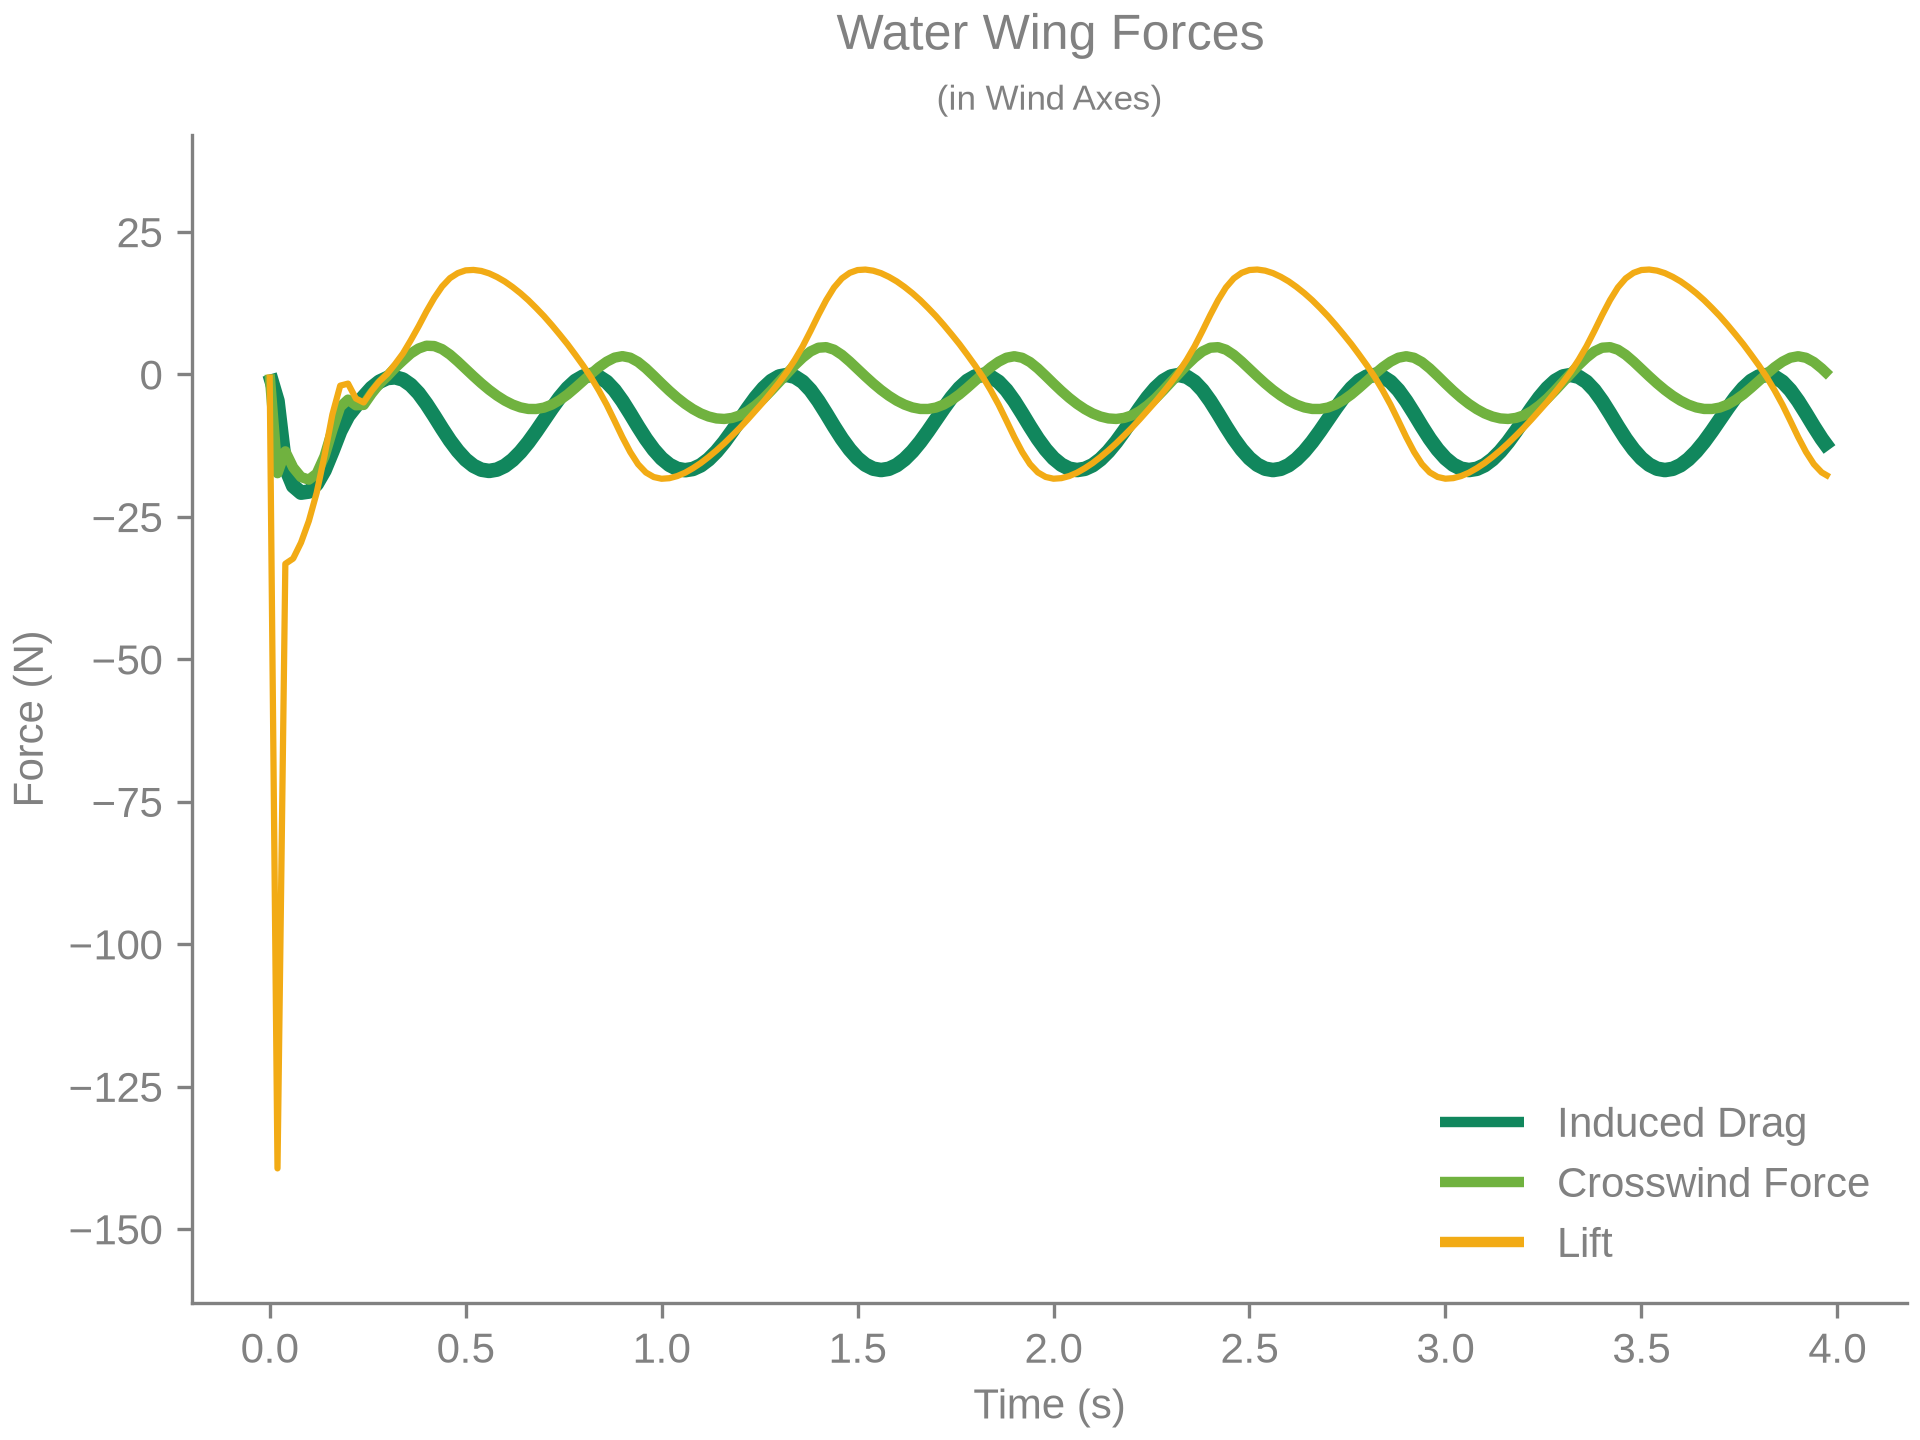 Water Wing Forces
(in Wind Axes)
25
0
−25
−50
−75
−100
−125
−150
Force (N)
Induced Drag
Crosswind Force
Lift
0.0 0.5 1.0 1.5 2.0 2.5 3.0 3.5 4.0
Time (s)